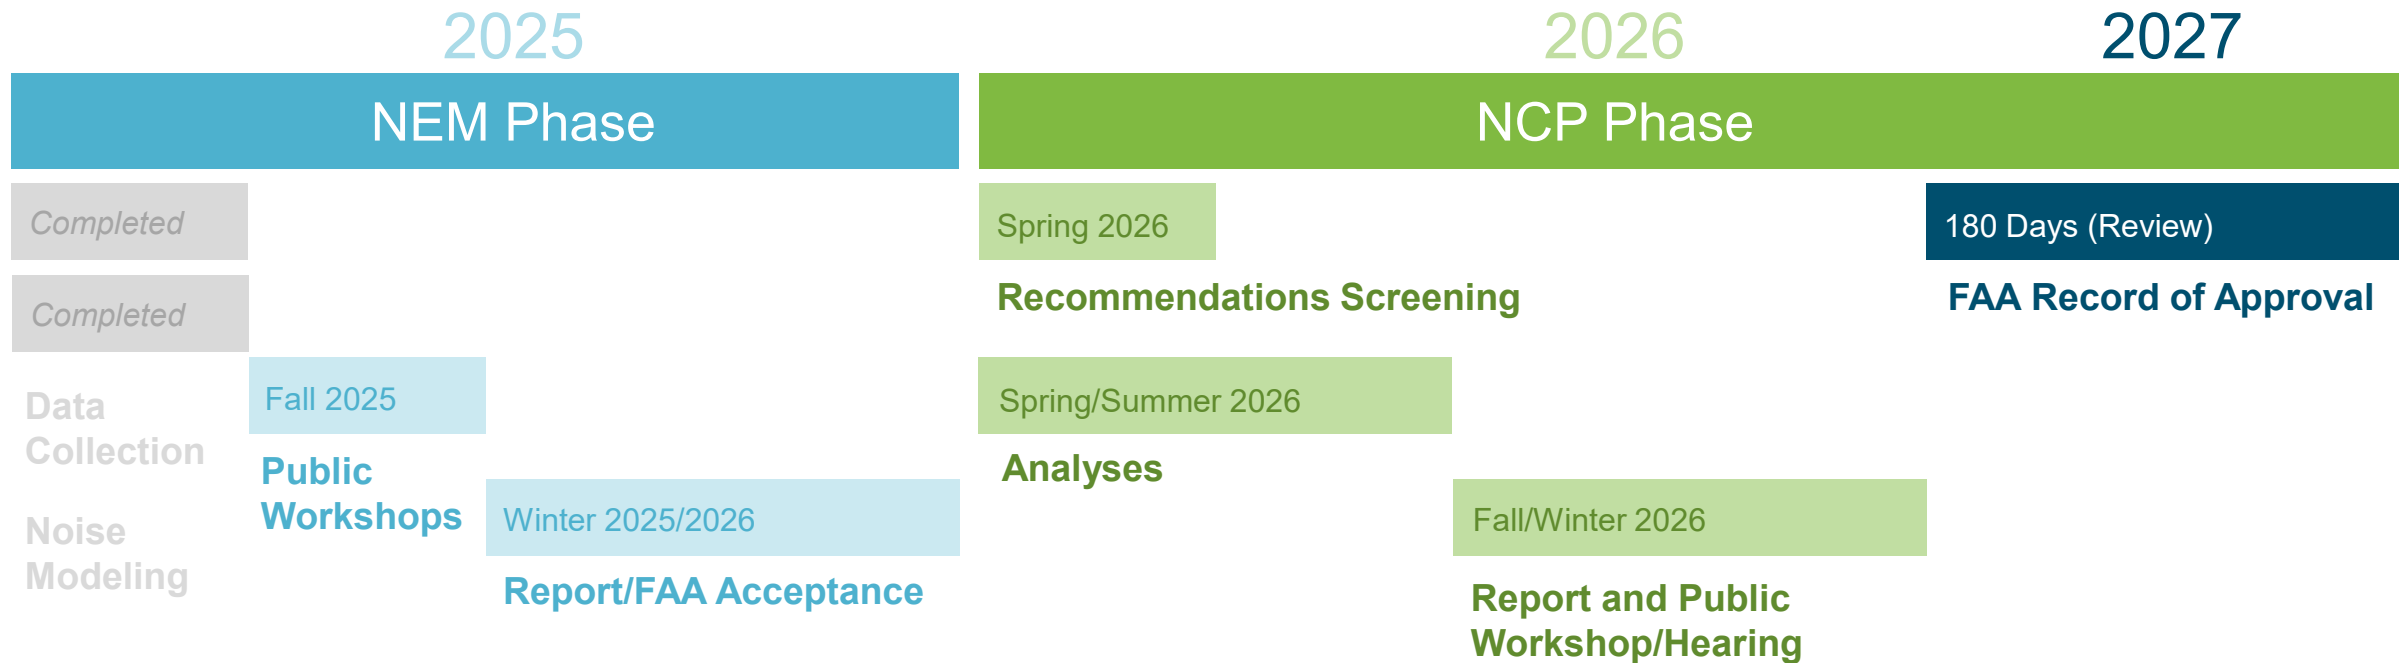 2025
2026
2027
NEM Phase
NCP Phase
Completed
Completed
Data
Collection
Noise
Modeling
Fall 2025
Public
Workshops
Winter 2025/2026
Report/FAA Acceptance
Spring 2026
Recommendations Screening
Spring/Summer 2026
Analyses
Fall/Winter 2026
Report and Public
Workshop/Hearing
180 Days (Review)
FAA Record of Approval